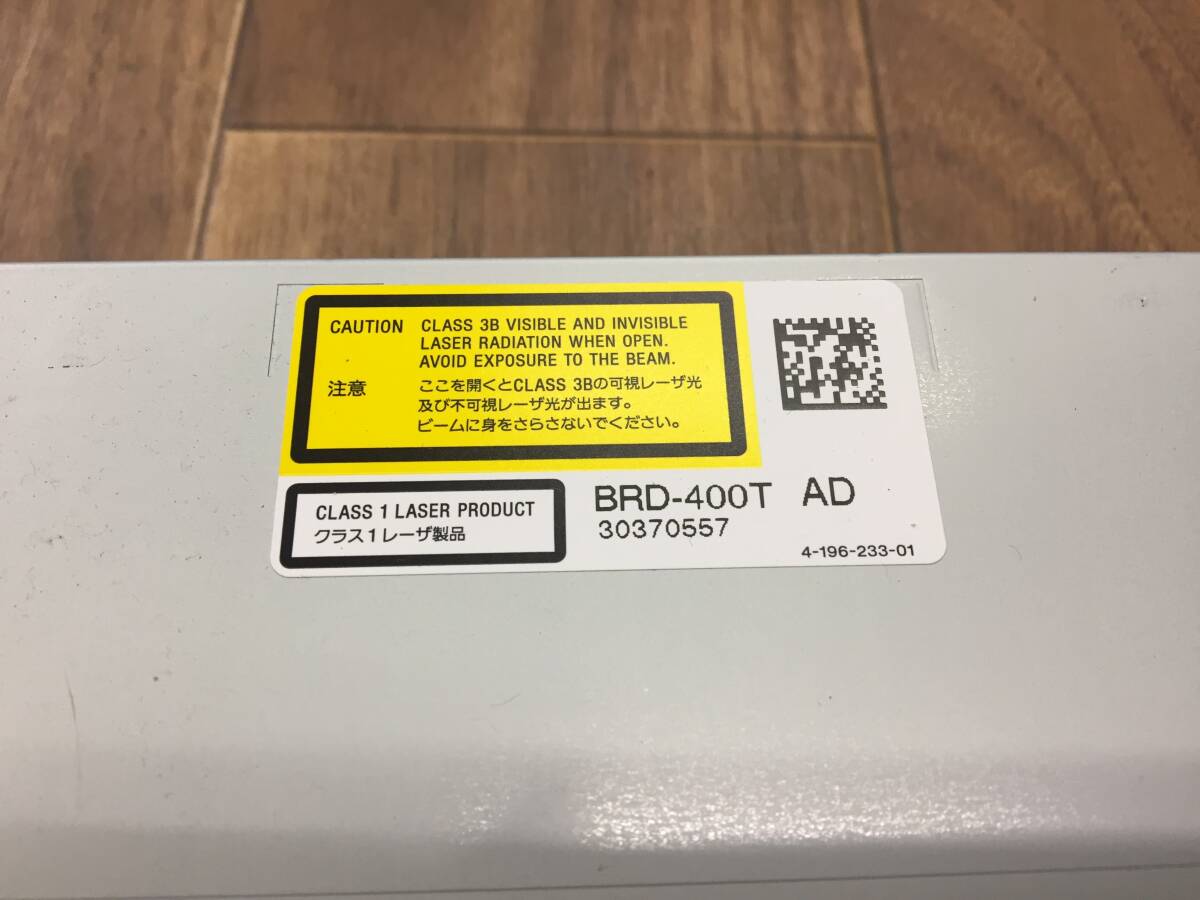 CAUTION CLASS 3B VISIBLE AND INVISIBLE
LASER RADIATION WHEN OPEN.
AVOID EXPOSURE TO THE BEAM.
注意 ここを開くとCLASS 3Bの可視レーザ光
及び不可視レーザ光が出ます。
ビームに身をさらさないでください。
CLASS 1 LASER PRODUCT
クラス1レーザ製品
BRD-400T AD
30370557
4-196-233-01